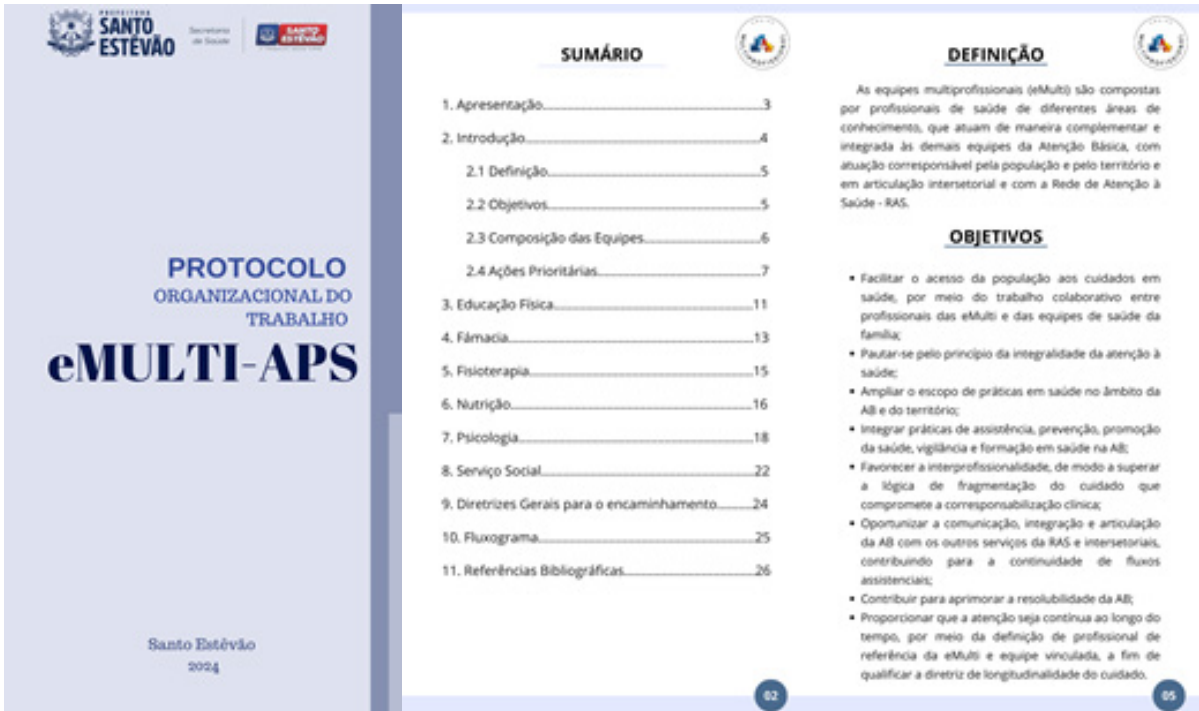 PREFEITURA
SANTO
ESTÊVÃO
Secretaria
de Saúde
SANTO
ESTÊVÃO
PROTOCOLO
ORGANIZACIONAL DO
TRABALHO
eMULTI-APS
Santo Estêvão
2024
SUMÁRIO
1. Apresentação 3
2. Introdução 4
2.1 Definição 5
2.2 Objetivos 5
2.3 Composição das Equipes 6
2.4 Ações Prioritárias 7
3. Educação Física 11
4. Fármacia 13
5. Fisioterapia 15
6. Nutrição 16
7. Psicologia 18
8. Serviço Social 22
9. Diretrizes Gerais para o encaminhamento 24
10. Fluxograma 25
11. Referências Bibliográficas 26
02
DEFINIÇÃO
As equipes multiprofissionais (eMulti) são compostas
por profissionais de saúde de diferentes áreas de
conhecimento, que atuam de maneira complementar e
integrada às demais equipes da Atenção Básica, com
atuação corresponsável pela população e pelo território e
em articulação intersetorial e com a Rede de Atenção à
Saúde - RAS.
OBJETIVOS
• Facilitar o acesso da população aos cuidados em
saúde, por meio do trabalho colaborativo entre
profissionais das eMulti e das equipes de saúde da
família;
• Pautar-se pelo princípio da integralidade da atenção à
saúde;
• Ampliar o escopo de práticas em saúde no âmbito da
AB e do território;
• Integrar práticas de assistência, prevenção, promoção
da saúde, vigilância e formação em saúde na AB;
• Favorecer a interprofissionalidade, de modo a superar
a lógica de fragmentação do cuidado que
compromete a corresponsabilização clínica;
• Oportunizar a comunicação, integração e articulação
da AB com os outros serviços da RAS e intersetoriais,
contribuindo para a continuidade de fluxos
assistenciais;
• Contribuir para aprimorar a resolubilidade da AB;
• Proporcionar que a atenção seja contínua ao longo do
tempo, por meio da definição de profissional de
referência da eMulti e equipe vinculada, a fim de
qualificar a diretriz de longitudinalidade do cuidado.
05